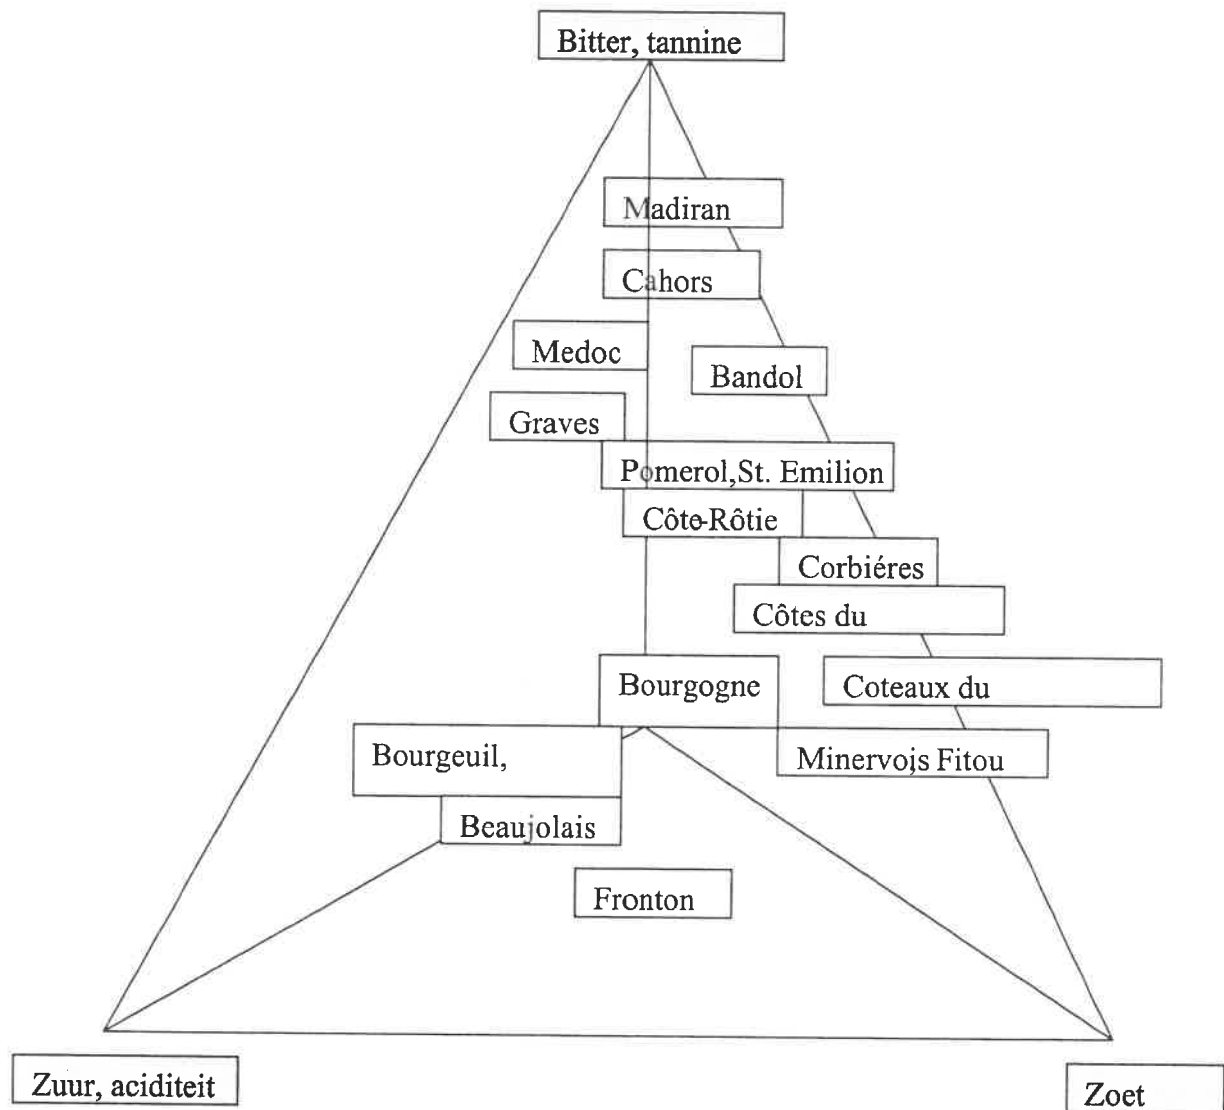 Bitter, tannine
Madiran
Cahors
Medoc
Bandol
Graves
Pomerol,St. Emilion
Côte-Rôtie
Corbiéres
Côtes du
Bourgogne
Coteaux du
Bourgeuil,
Minervois Fitou
Beaujolais
Fronton
Zuur, aciditeit
Zoet